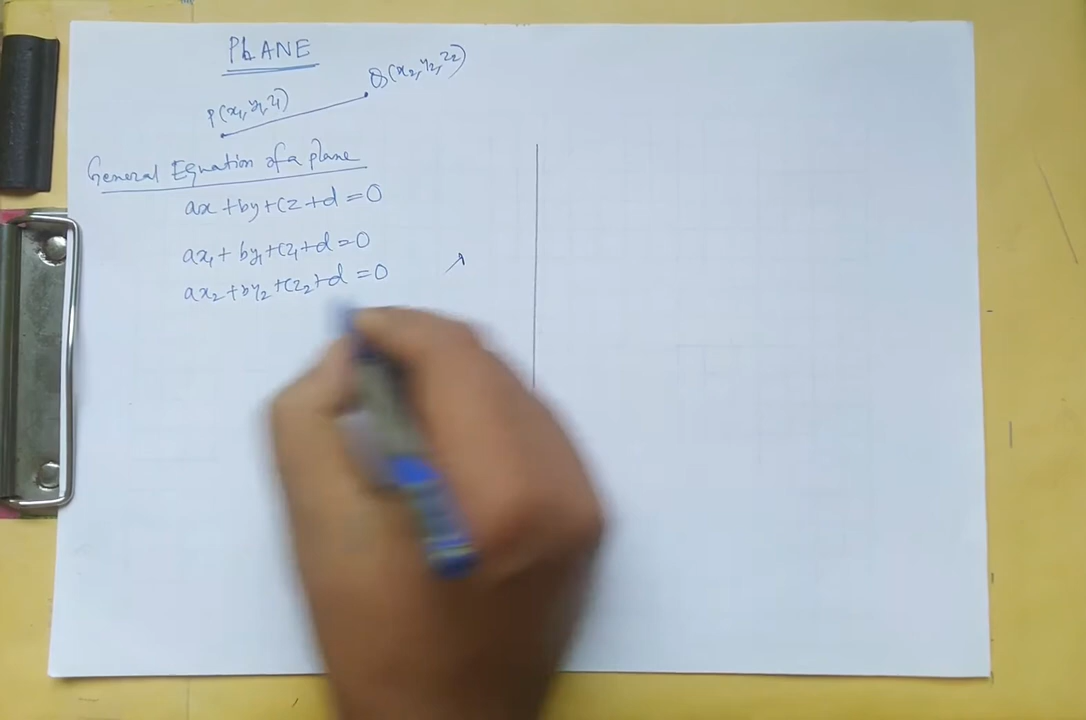 PLANE
P(x₁, y₁, z₁)
Q(x₂, y₂, z₂)
General Equation of a plane
ax + by + cz + d = 0
ax₁ + by₁ + cz₁ + d = 0
ax₂ + by₂ + cz₂ + d = 0